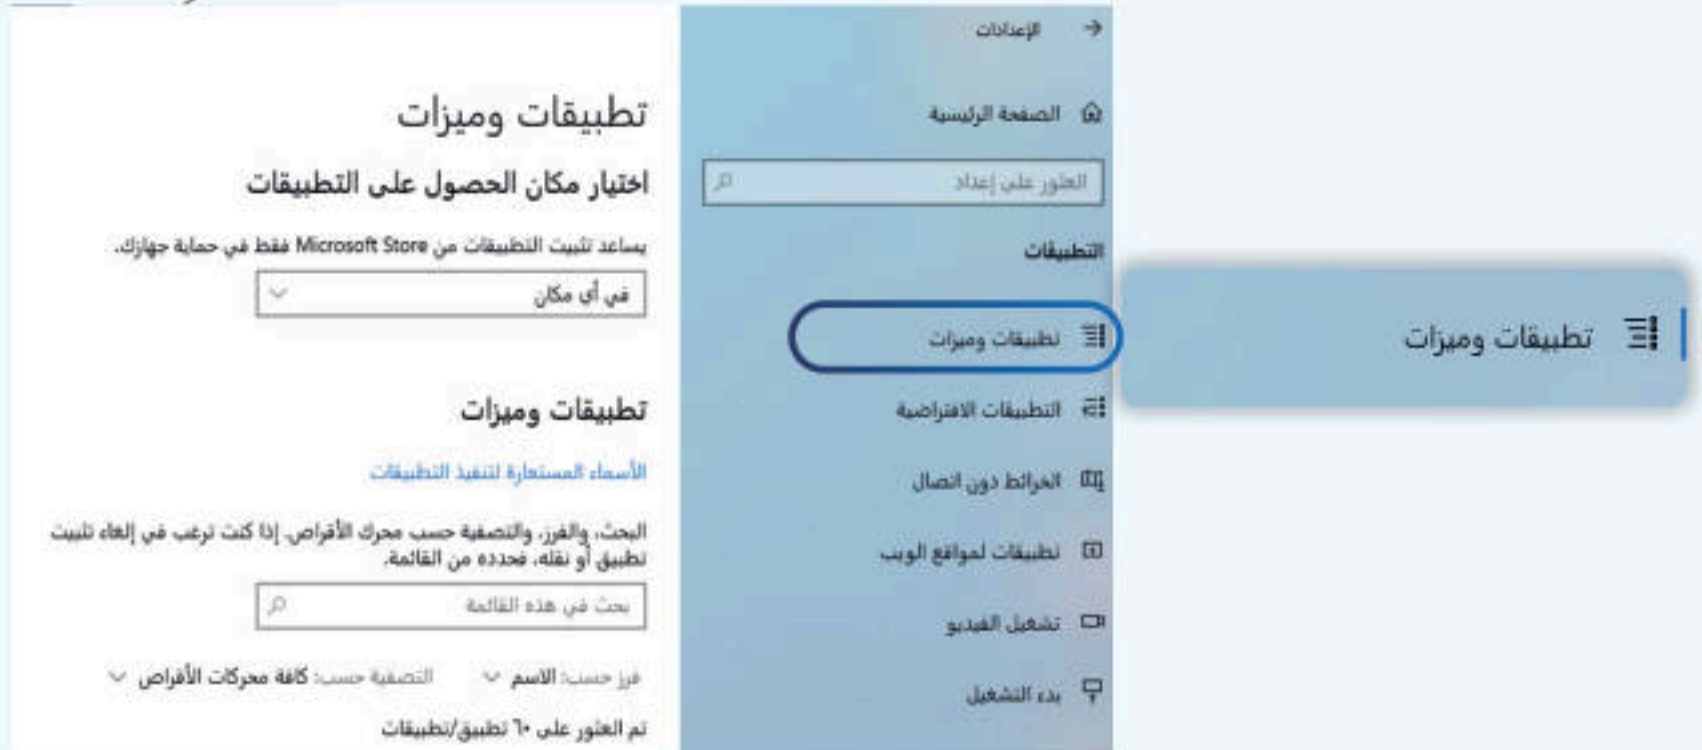 تطبيقات وميزات
الإعدادات
الصفحة الرئيسية
العثور على إعداد
التطبيقات
تطبيقات وميزات
التطبيقات الافتراضية
الخرائط دون اتصال
تطبيقات لمواقع الويب
تشغيل الفيديو
بدء التشغيل
تطبيقات وميزات
اختيار مكان الحصول على التطبيقات
يساعد تثبيت التطبيقات من Microsoft Store فقط في حماية جهازك.
في أي مكان
تطبيقات وميزات
الأسماء المستعارة لتنفيذ التطبيقات
البحث، والفرز، والتصفية حسب محرك الأقراص. إذا كنت ترغب في إلغاء تثبيت
تطبيق أو نقله، فحدده من القائمة.
بحث في هذه القائمة
فرز حسب: الاسم التصفية حسب: كافة محركات الأقراص
تم العثور على ٦٠ تطبيق/تطبيقات